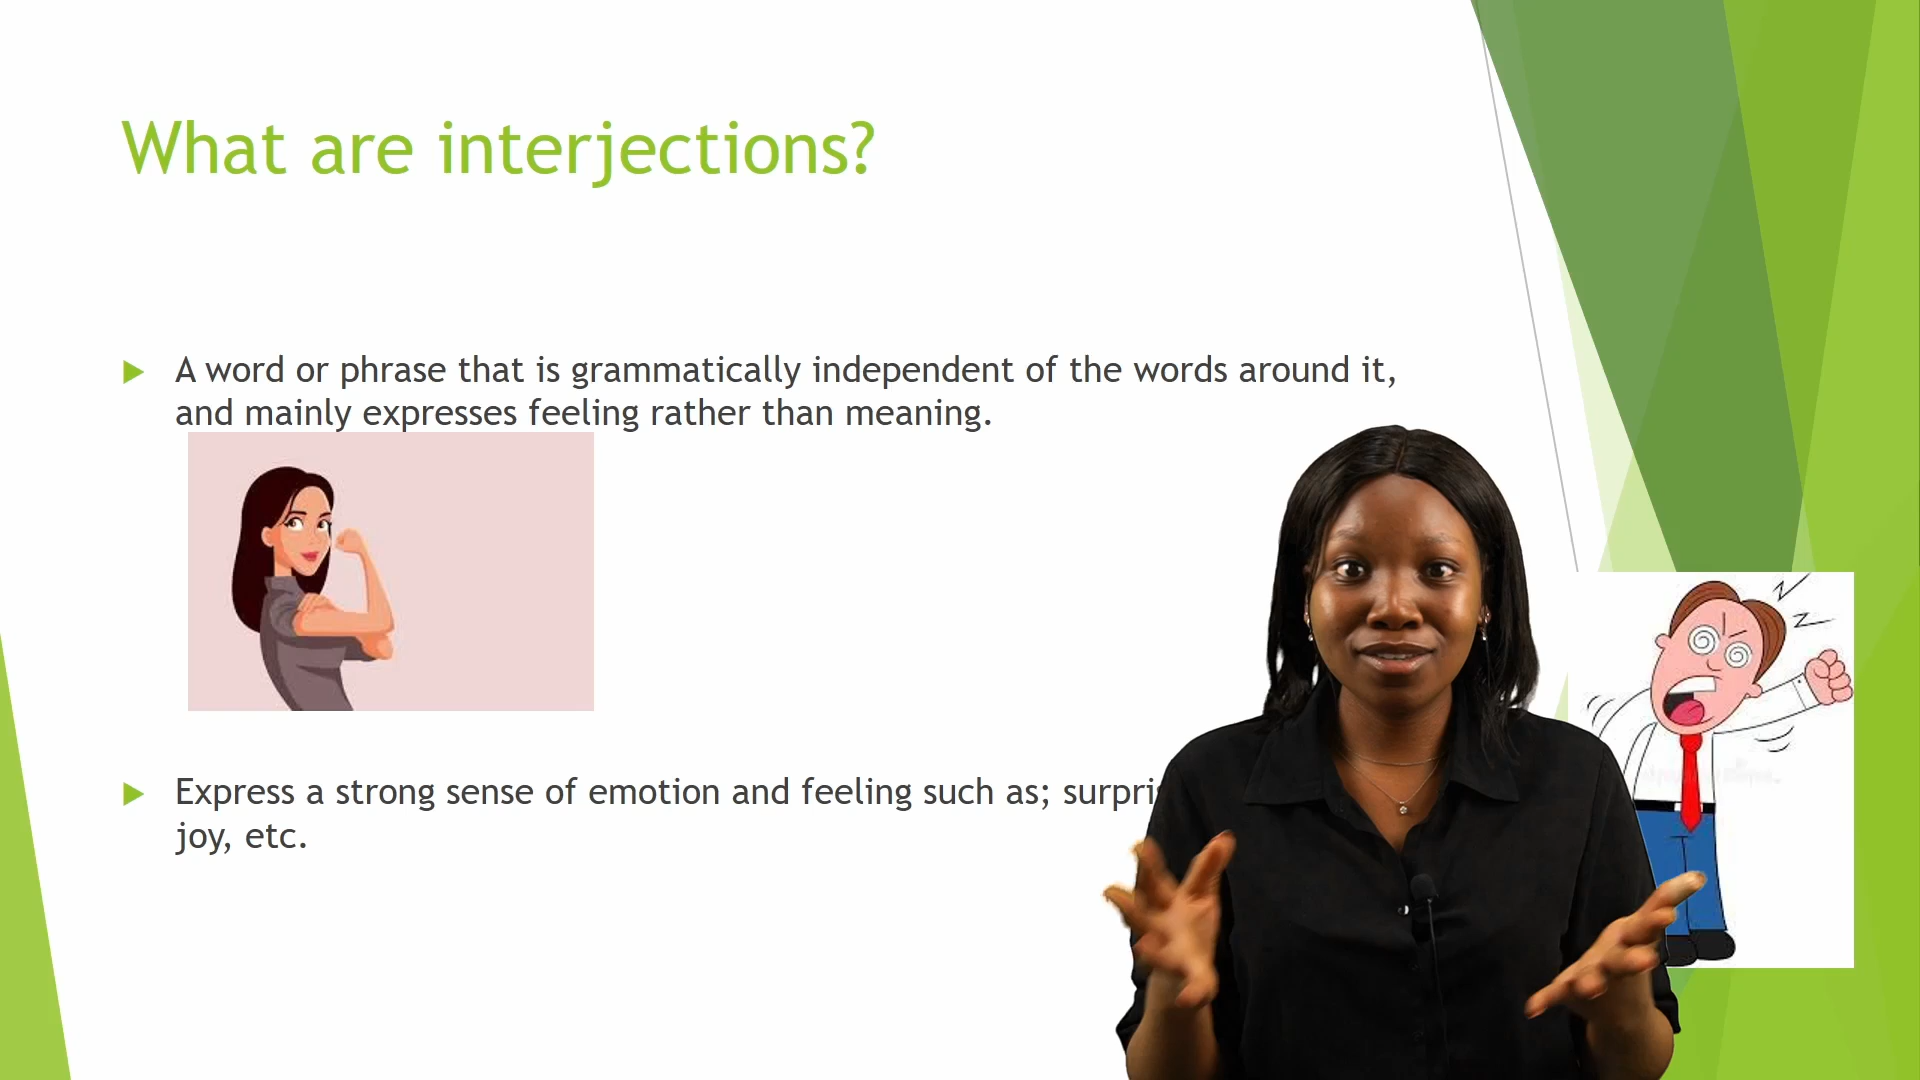 What are interjections?
A word or phrase that is grammatically independent of the words around it,
and mainly expresses feeling rather than meaning.
Express a strong sense of emotion and feeling such as;
joy, etc.